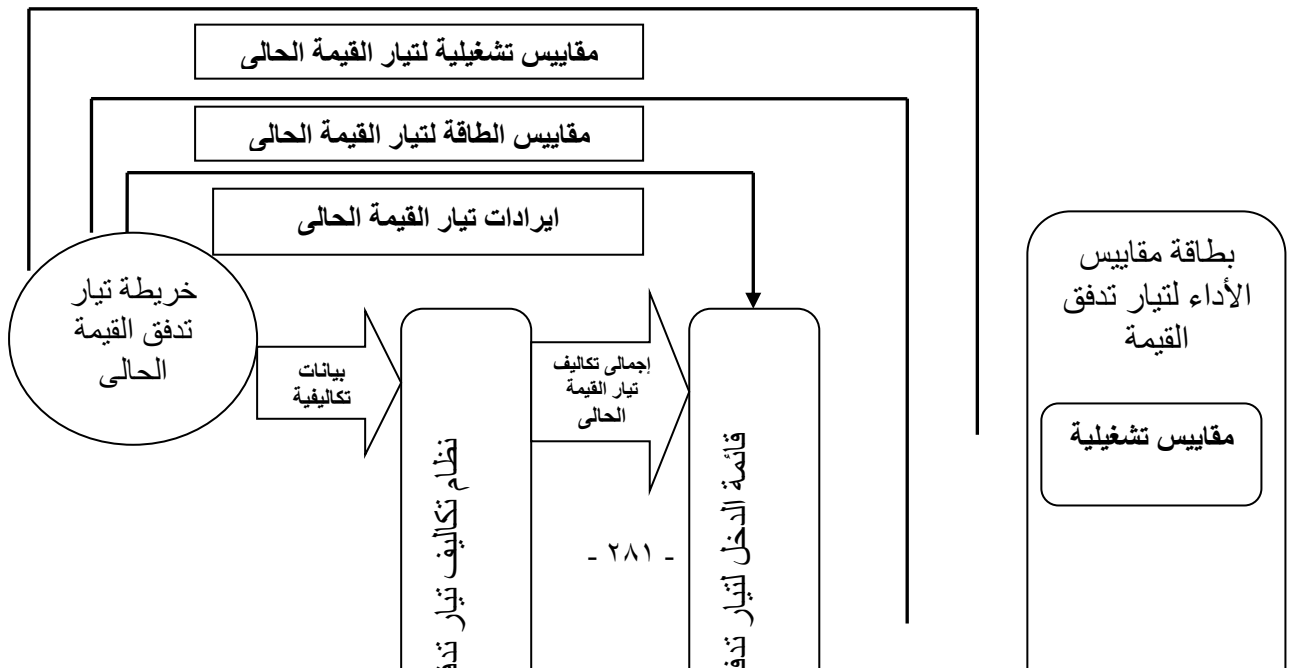 مقاييس تشغيلية لتيار القيمة الحالى
مقاييس الطاقة لتيار القيمة الحالى
ايرادات تيار القيمة الحالى
بطاقة مقاييس
الأداء لتيار تدفق
القيمة
مقاييس تشغيلية
خريطة تيار
تدفق القيمة
الحالى
بيانات
تكاليفية
إجمالى تكاليف
تيار القيمة
الحالى
نظام تكاليف تيار
قائمة الدخل لتيار
- ٢٨١ -